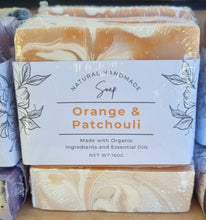 NATURAL HANDMADE
Soap
Orange &
Patchouli
Made with Organic
Ingredients and Essential Oils
NET WT:160G